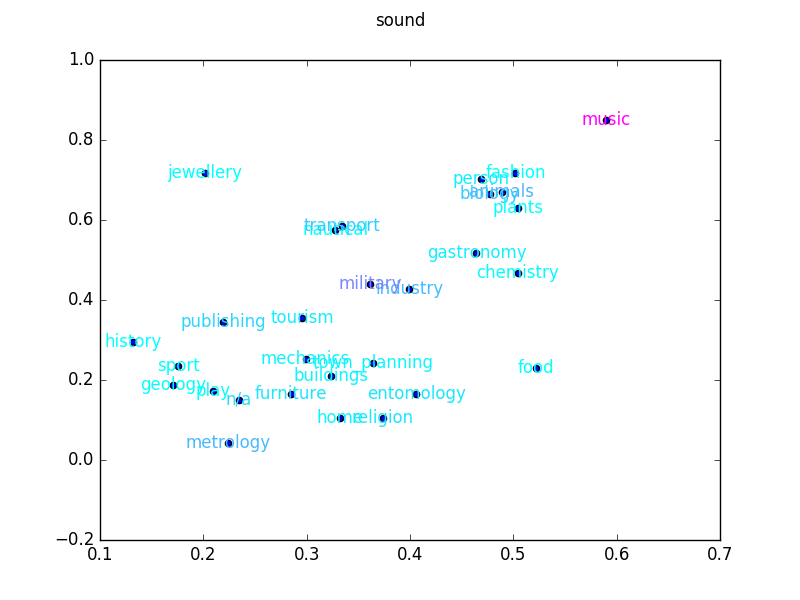 sound
1.0
music
0.8
jewellery
fashion
person
animals
biology
plants
0.6
transport
nautical
gastronomy
chemistry
military
industry
0.4
publishing
tourism
history
mechanics
town planning
sport
food
buildings
0.2
geology
play
n/a
furniture
entomology
home
religion
metrology
0.0
−0.2
0.1 0.2 0.3 0.4 0.5 0.6 0.7